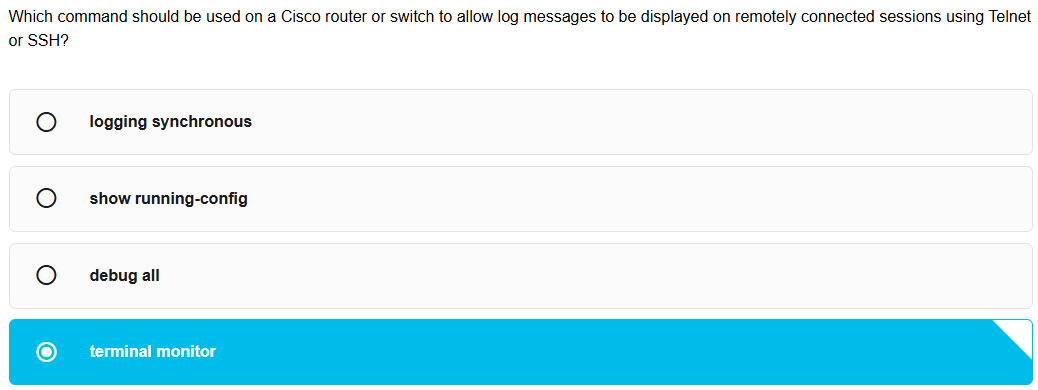 Which command should be used on a Cisco router or switch to allow log messages to be displayed on remotely connected sessions using Telnet
or SSH?
logging synchronous
show running-config
debug all
terminal monitor